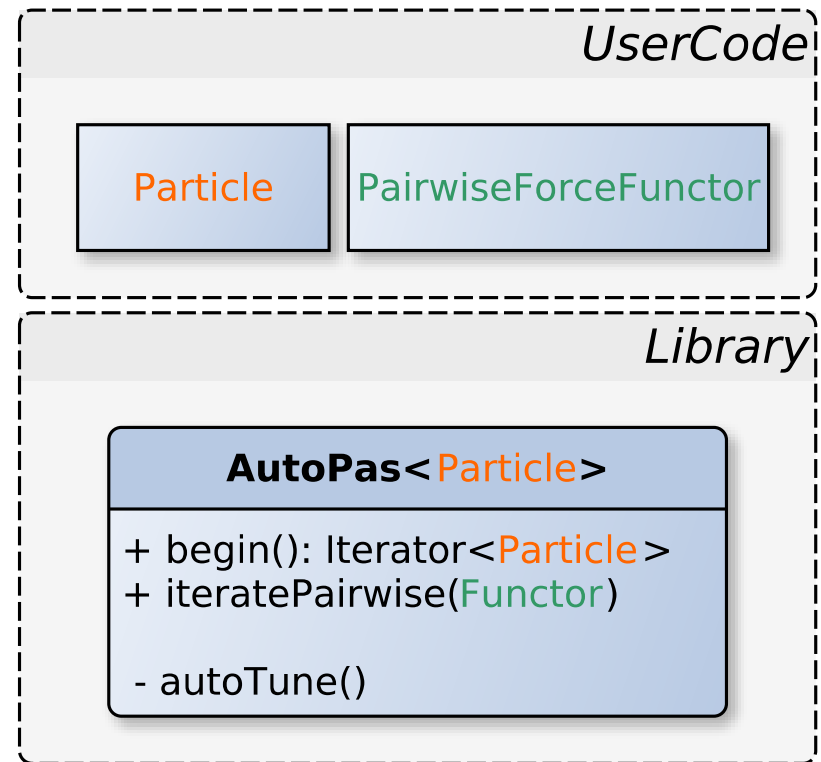 UserCode
Particle
PairwiseForceFunctor
Library
AutoPas<Particle>
+ begin(): Iterator<Particle>
+ iteratePairwise(Functor)
- autoTune()